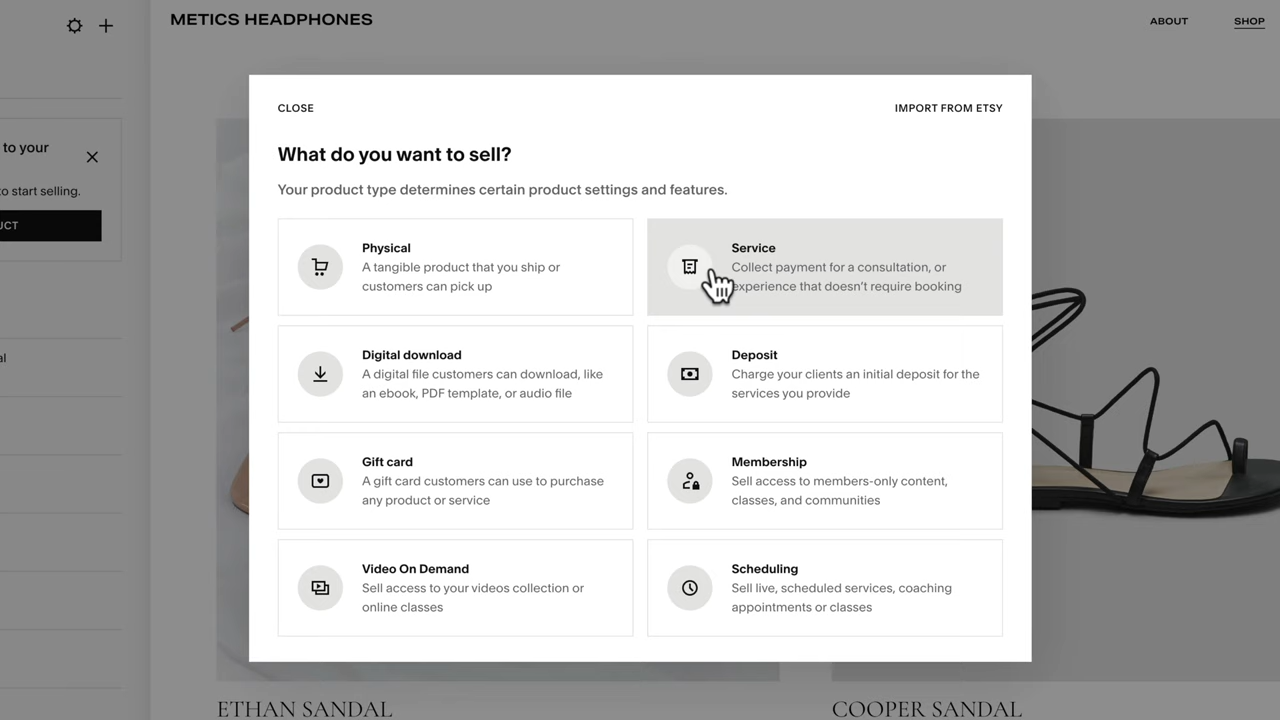 METICS HEADPHONES
ABOUT
SHOP
to your
to start selling.
UCT
al
CLOSE
IMPORT FROM ETSY
What do you want to sell?
Your product type determines certain product settings and features.
Physical
A tangible product that you ship or
customers can pick up
Service
Collect payment for a consultation, or
experience that doesn't require booking
Digital download
A digital file customers can download, like
an ebook, PDF template, or audio file
Deposit
Charge your clients an initial deposit for the
services you provide
Gift card
A gift card customers can use to purchase
any product or service
Membership
Sell access to members-only content,
classes, and communities
Video On Demand
Sell access to your videos collection or
online classes
Scheduling
Sell live, scheduled services, coaching
appointments or classes
ETHAN SANDAL
COOPER SANDAL